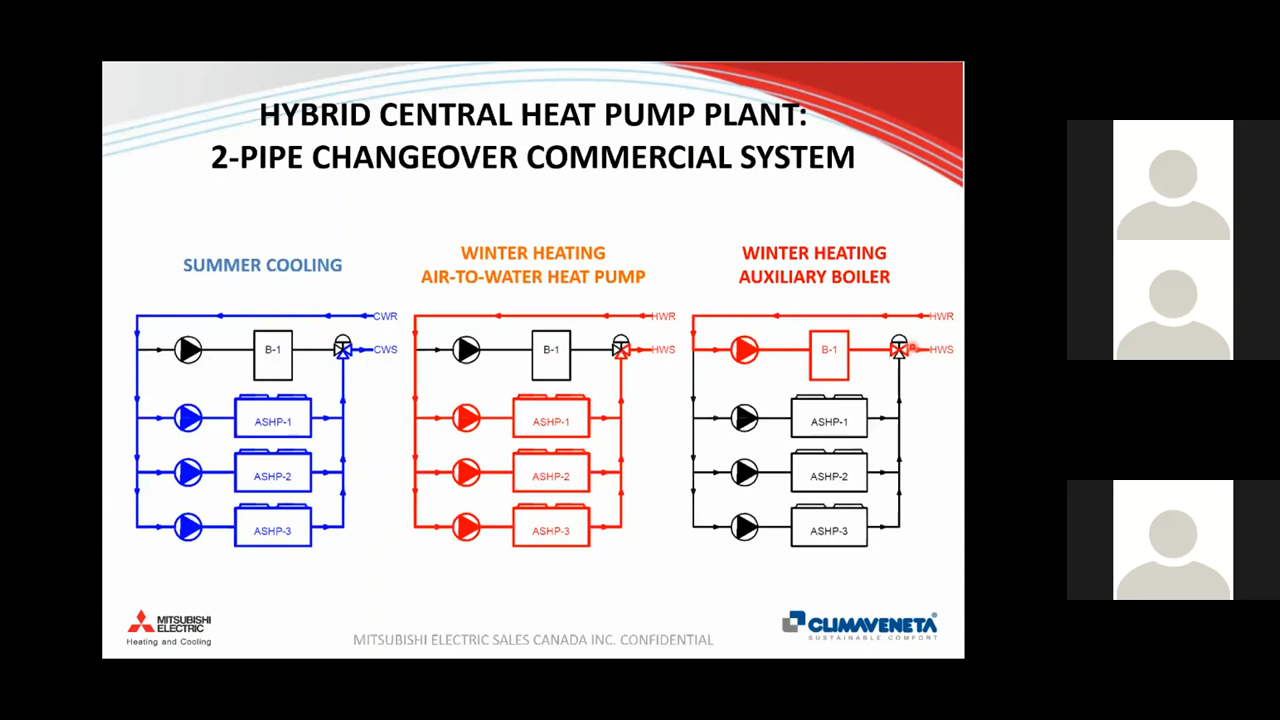 HYBRID CENTRAL HEAT PUMP PLANT:
2-PIPE CHANGEOVER COMMERCIAL SYSTEM
SUMMER COOLING
CWR
CWS
B-1
ASHP-1
ASHP-2
ASHP-3
WINTER HEATING
AIR-TO-WATER HEAT PUMP
HWR
HWS
B-1
ASHP-1
ASHP-2
ASHP-3
WINTER HEATING
AUXILIARY BOILER
HWR
HWS
B-1
ASHP-1
ASHP-2
ASHP-3
MITSUBISHI
ELECTRIC
Heating and Cooling
MITSUBISHI ELECTRIC SALES CANADA INC. CONFIDENTIAL
CLIMAVENETA
SUSTAINABLE COMFORT